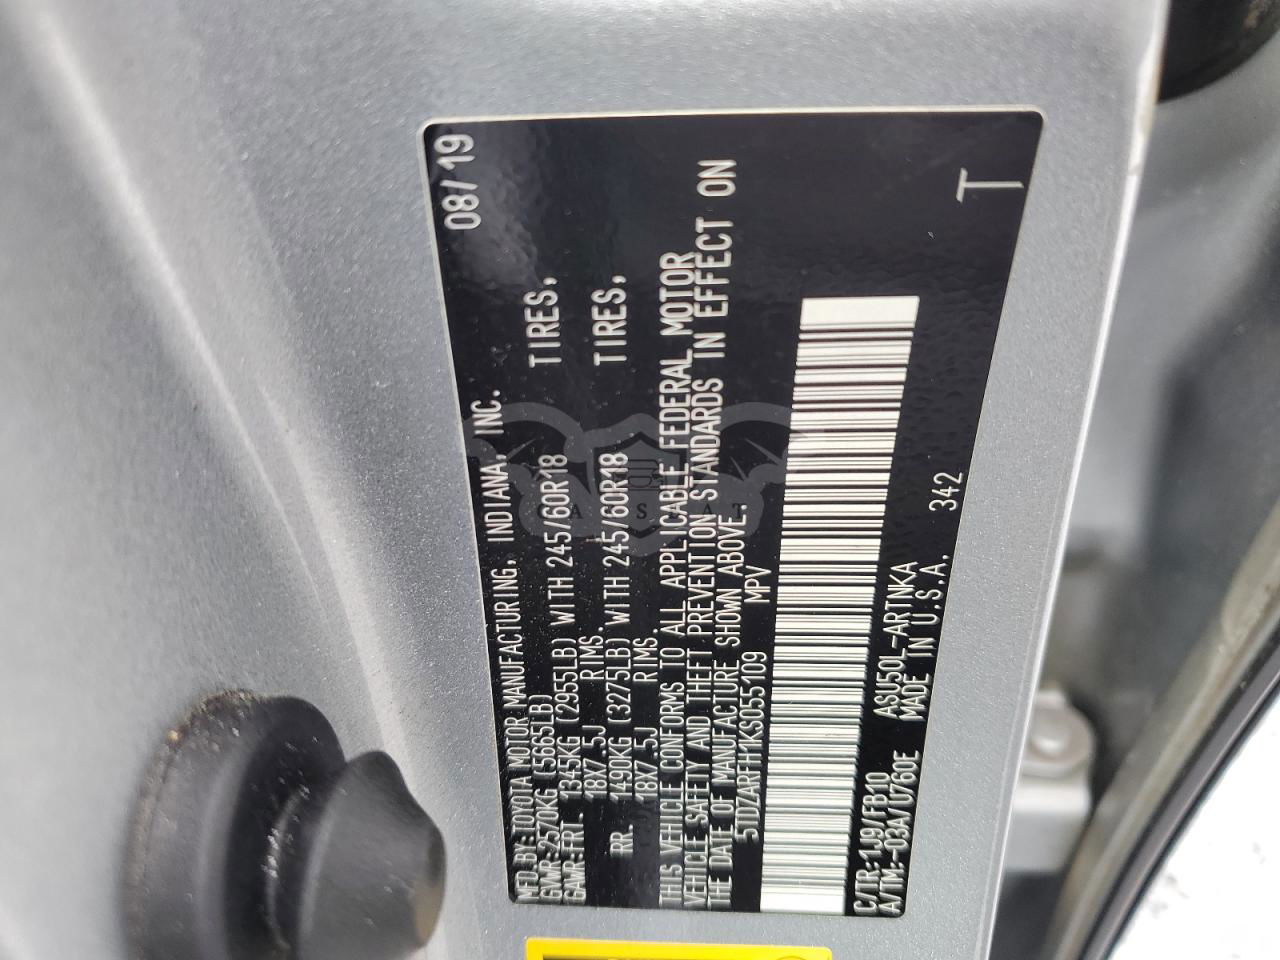 MFD.BY:TOYOTA MOTOR MANUFACTURING, INDIANA, INC. 08/19
GVWR:2570KG (5665LB)
GAWR:FRT. 1345KG (2955LB) WITH 245/60R18 TIRES,
18X7.5J RIMS.
RR. 1490KG (3275LB) WITH 245/60R18 TIRES,
18X7.5J RIMS.
THIS VEHICLE CONFORMS TO ALL APPLICABLE FEDERAL MOTOR
VEHICLE SAFETY AND THEFT PREVENTION STANDARDS IN EFFECT ON
THE DATE OF MANUFACTURE SHOWN ABOVE.
5TDZARFH1KS055109 MPV
C/TR:1J9/FB10 ASU50L-ARTNKA
A/TM:-03A/U760E MADE IN U.S.A. 342
T
CARSCAT